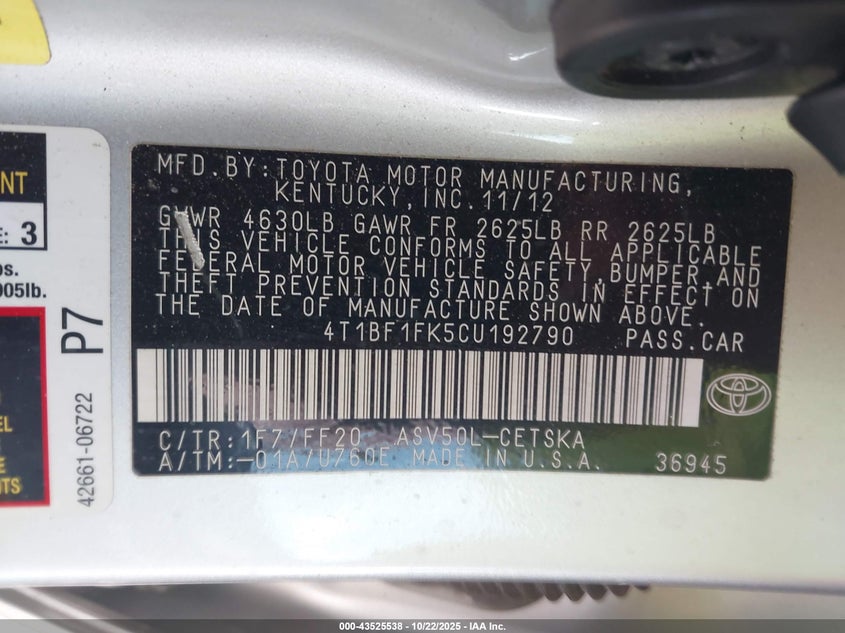 MFD. BY: TOYOTA MOTOR MANUFACTURING,
KENTUCKY, INC. 11/12
GVWR 4630LB GAWR FR 2625LB RR 2625LB
THIS VEHICLE CONFORMS TO ALL APPLICABLE
FEDERAL MOTOR VEHICLE SAFETY, BUMPER, AND
THEFT PREVENTION STANDARDS IN EFFECT ON
THE DATE OF MANUFACTURE SHOWN ABOVE.
4T1BF1FK5CU192790 PASS. CAR
C/TR: 1F7/FF20 ASV50L-CETSKA
A/TM: -01A/U760E MADE IN U.S.A. 36945
E: 3
P7
42661-06722
000-43525538 - 10/22/2025 - IAA Inc.